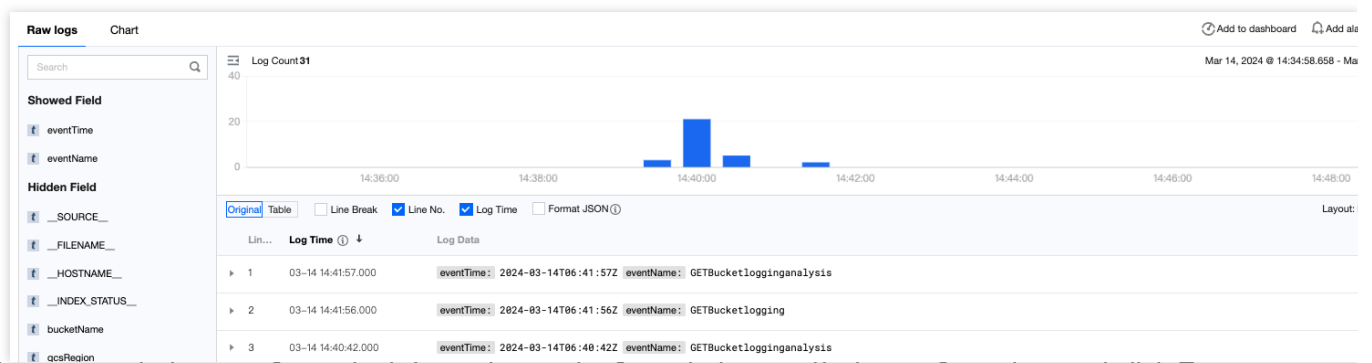 Raw logs Chart Add to dashboard Add ala
Search
Log Count 31 Mar 14, 2024 @ 14:34:58.658 - Mar
40
20
0
14:36:00 14:38:00 14:40:00 14:42:00 14:44:00 14:46:00 14:48:00
Showed Field
t eventTime
t eventName
Hidden Field
t __SOURCE__
t __FILENAME__
t __HOSTNAME__
t __INDEX_STATUS__
t bucketName
t qcsRegion
Original Table Line Break Line No. Log Time Format JSON Layout:
Lin... Log Time Log Data
1 03-14 14:41:57.000 eventTime: 2024-03-14T06:41:57Z eventName: GETBucketlogginganalysis
2 03-14 14:41:56.000 eventTime: 2024-03-14T06:41:56Z eventName: GETBucketlogging
3 03-14 14:40:42.000 eventTime: 2024-03-14T06:40:42Z eventName: GETBucketlogginganalysis